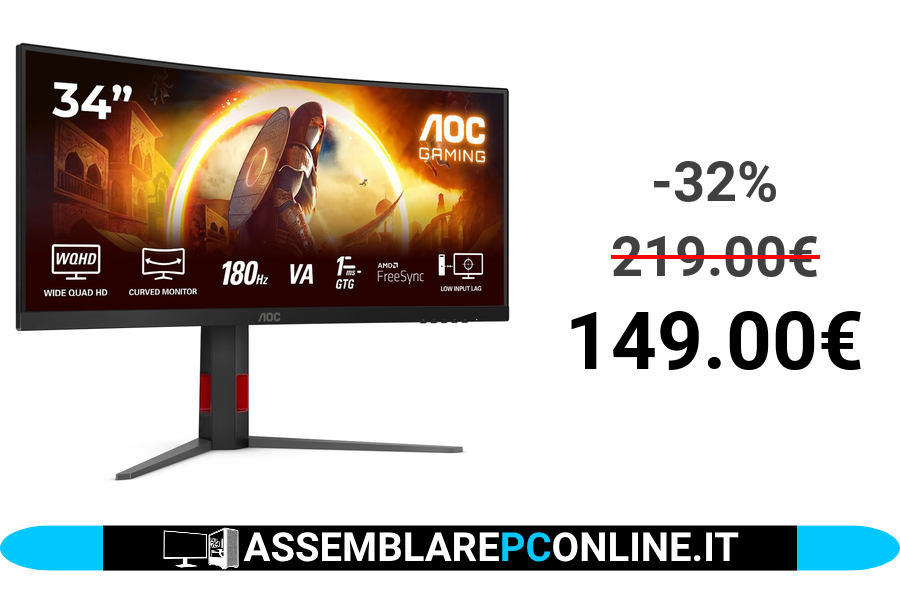 34”
AOC
GAMING
WQHD
WIDE QUAD HD
CURVED MONITOR
180Hz
VA
1ms
GTG
AMD
FreeSync
LOW INPUT LAG
AOC
-32%
219.00€
149.00€
ASSEMBLAREPCONLINE.IT